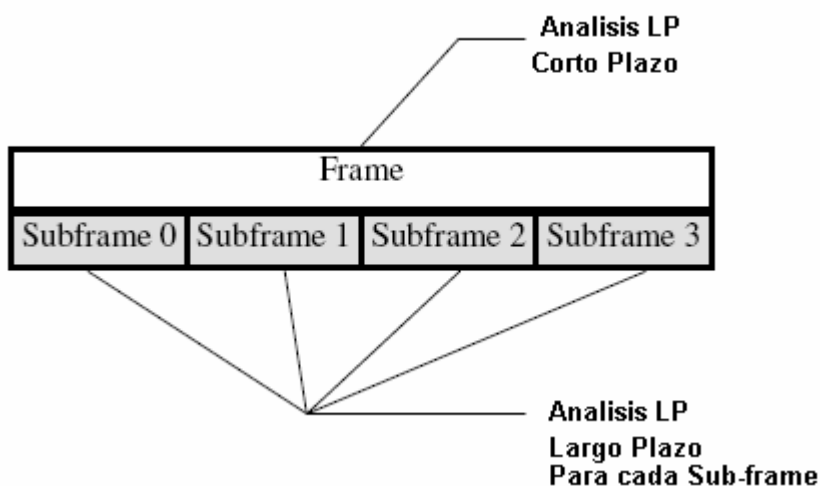 Analisis LP
Corto Plazo
Frame
Subframe 0 Subframe 1 Subframe 2 Subframe 3
Analisis LP
Largo Plazo
Para cada Sub-frame